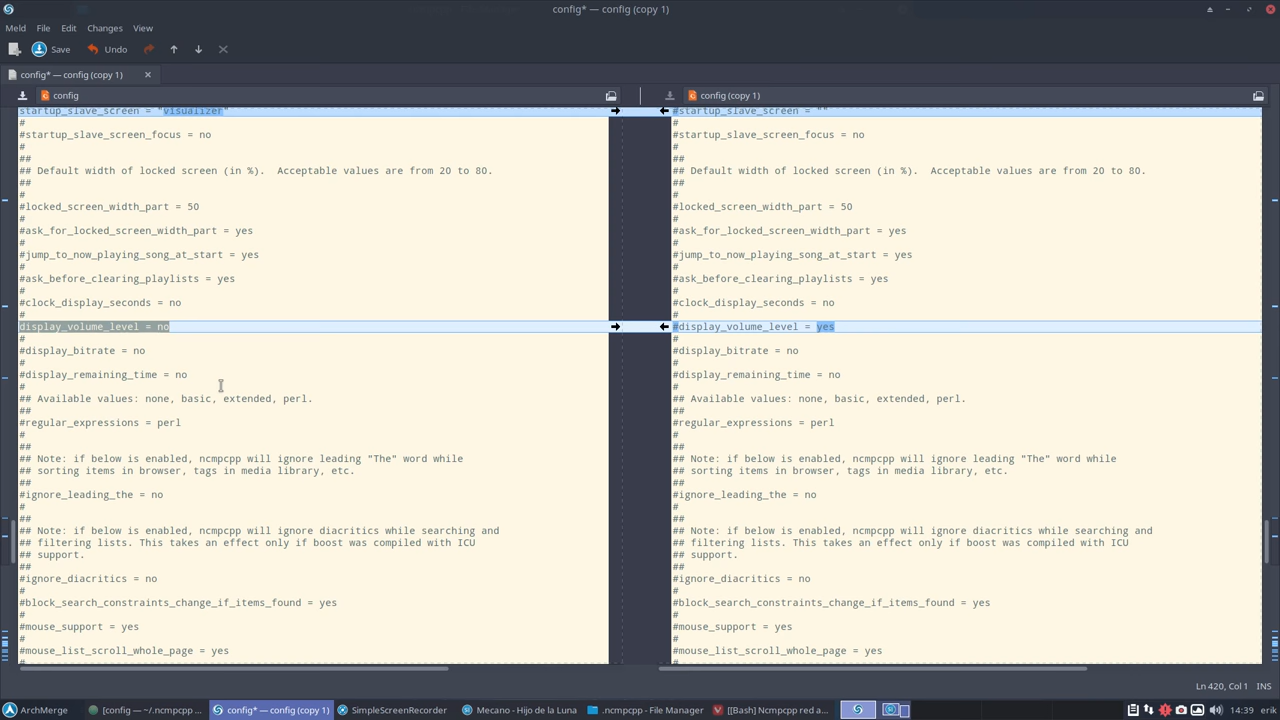 config* — config (copy 1)
Meld File Edit Changes View
Save Undo
config* — config (copy 1)
config
config (copy 1)
startup_slave_screen = "visualizer"
#
#startup_slave_screen_focus = no
#
##
## Default width of locked screen (in %).  Acceptable values are from 20 to 80.
##
#
#locked_screen_width_part = 50
#
#ask_for_locked_screen_width_part = yes
#
#jump_to_now_playing_song_at_start = yes
#
#ask_before_clearing_playlists = yes
#
#clock_display_seconds = no
#
display_volume_level = no
#
#display_bitrate = no
#
#display_remaining_time = no
#
## Available values: none, basic, extended, perl.
##
#regular_expressions = perl
#
##
## Note: if below is enabled, ncmpcpp will ignore leading "The" word while
## sorting items in browser, tags in media library, etc.
##
#ignore_leading_the = no
#
##
## Note: if below is enabled, ncmpcpp will ignore diacritics while searching and
## filtering lists. This takes an effect only if boost was compiled with ICU
## support.
##
#ignore_diacritics = no
#
#block_search_constraints_change_if_items_found = yes
#
#mouse_support = yes
#
#mouse_list_scroll_whole_page = yes
#
#startup_slave_screen = ""
#
#startup_slave_screen_focus = no
#
##
## Default width of locked screen (in %).  Acceptable values are from 20 to 80.
##
#
#locked_screen_width_part = 50
#
#ask_for_locked_screen_width_part = yes
#
#jump_to_now_playing_song_at_start = yes
#
#ask_before_clearing_playlists = yes
#
#clock_display_seconds = no
#
#display_volume_level = yes
#
#display_bitrate = no
#
#display_remaining_time = no
#
## Available values: none, basic, extended, perl.
##
#regular_expressions = perl
#
##
## Note: if below is enabled, ncmpcpp will ignore leading "The" word while
## sorting items in browser, tags in media library, etc.
##
#ignore_leading_the = no
#
##
## Note: if below is enabled, ncmpcpp will ignore diacritics while searching and
## filtering lists. This takes an effect only if boost was compiled with ICU
## support.
##
#ignore_diacritics = no
#
#block_search_constraints_change_if_items_found = yes
#
#mouse_support = yes
#
#mouse_list_scroll_whole_page = yes
#
Ln 420, Col 1 INS
ArchMerge [config — ~/.ncmpcpp ... config* — config (copy 1) SimpleScreenRecorder Mecano - Hijo de la Luna .ncmpcpp - File Manager [[Bash] Ncmpcpp red a... 14:39 erik